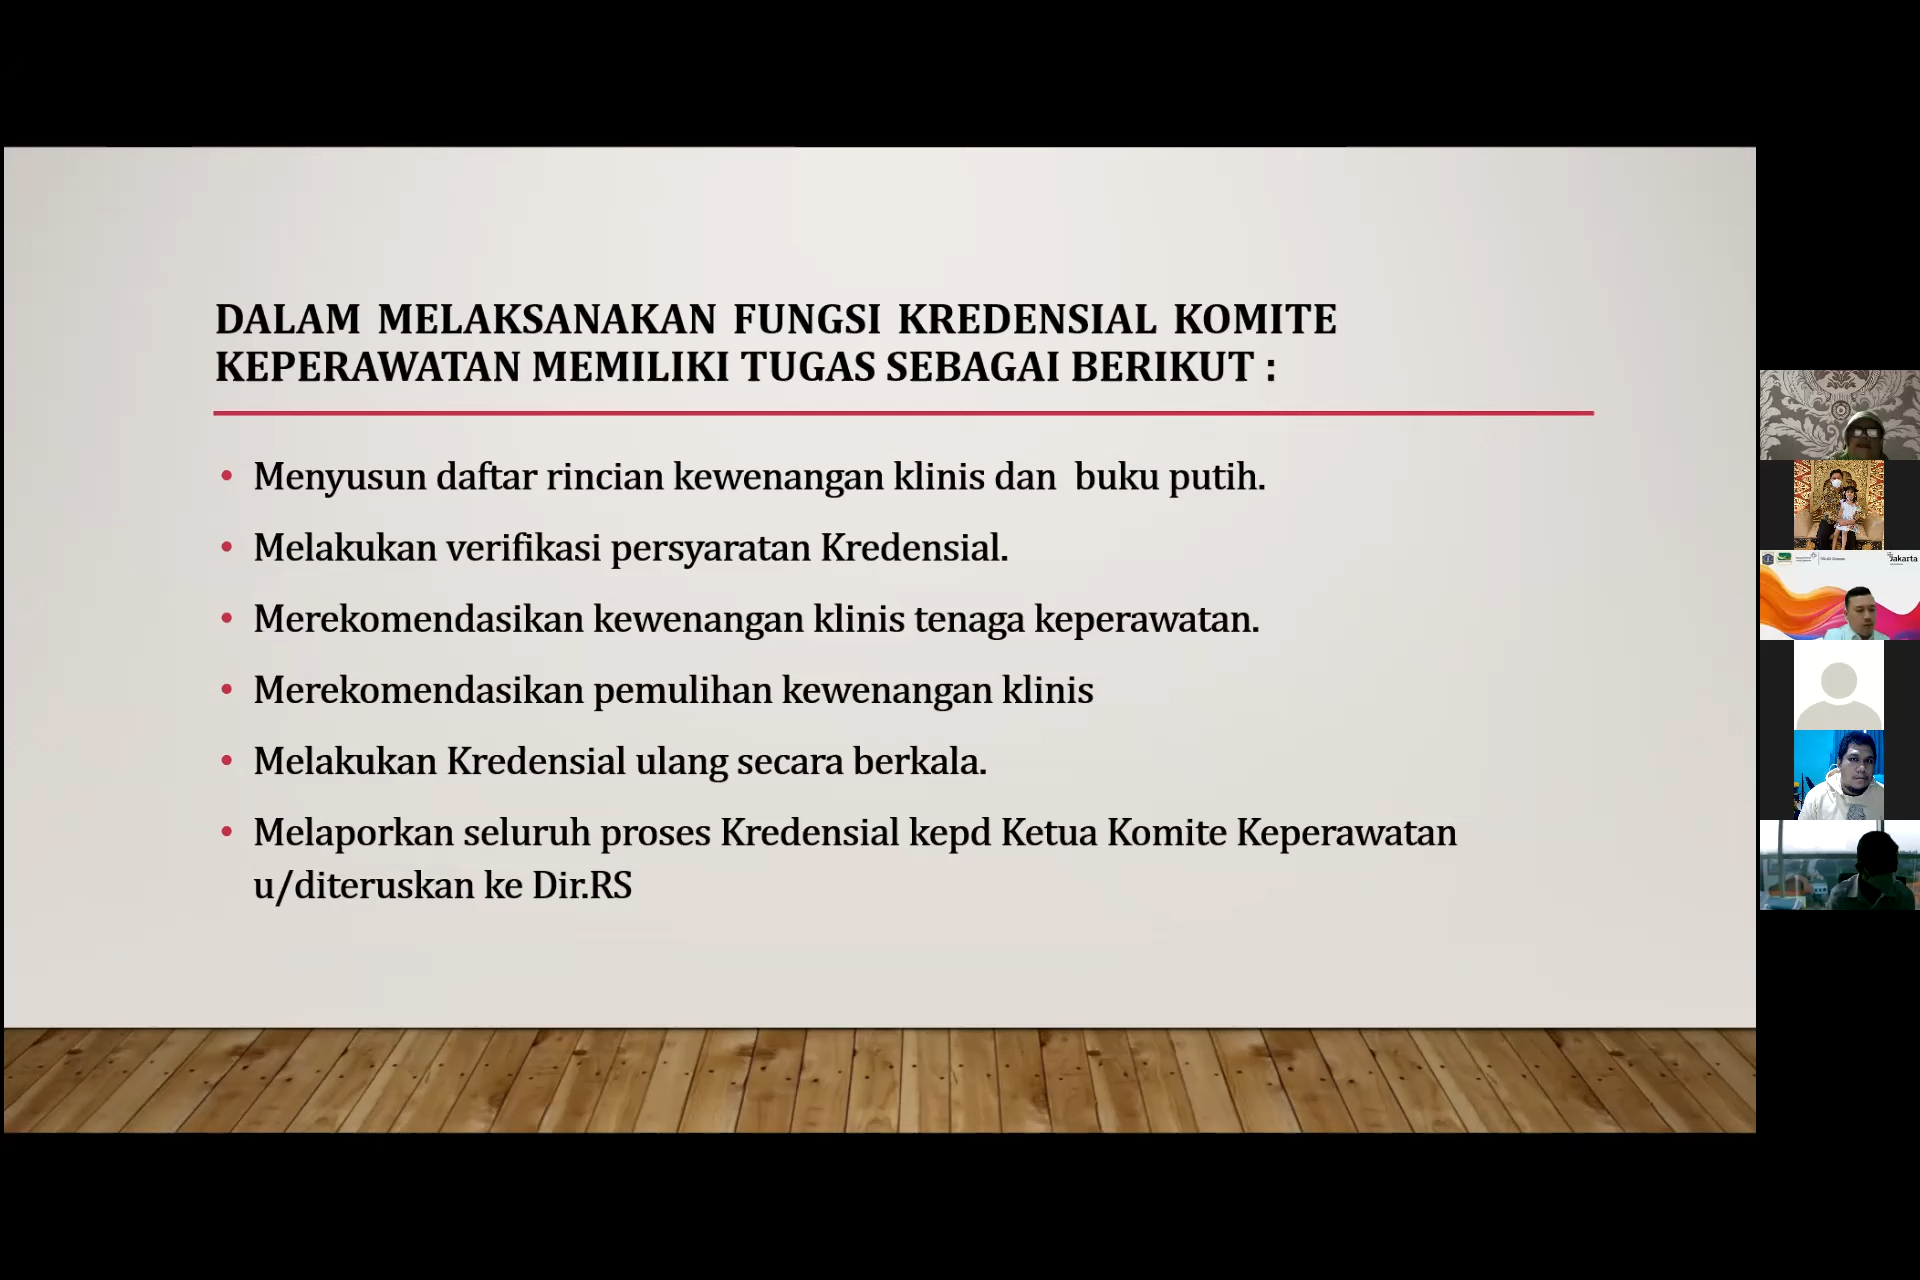 DALAM MELAKSANAKAN FUNGSI KREDENSIAL KOMITE
KEPERAWATAN MEMILIKI TUGAS SEBAGAI BERIKUT :
• Menyusun daftar rincian kewenangan klinis dan buku putih.
• Melakukan verifikasi persyaratan Kredensial.
• Merekomendasikan kewenangan klinis tenaga keperawatan.
• Merekomendasikan pemulihan kewenangan klinis
• Melakukan Kredensial ulang secara berkala.
• Melaporkan seluruh proses Kredensial kepd Ketua Komite Keperawatan
u/diteruskan ke Dir.RS
Jakarta